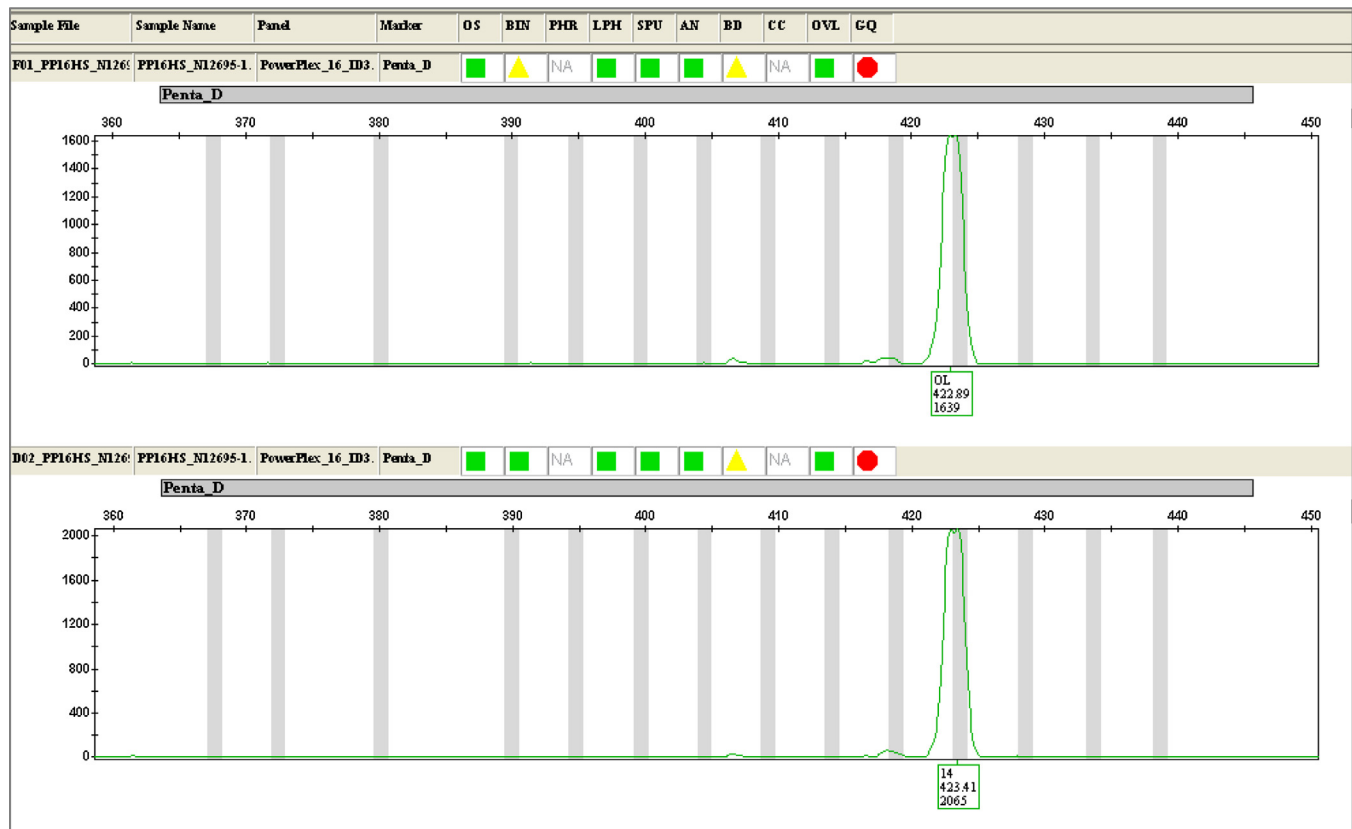 Sample File Sample Name Panel Marker OS BIN PHR LPH SPU AN BD CC OVL GQ
F01_PP16HS_N1269 PP16HS_N12695-1. PowerPlex_16_ID3. Penta_D NA NA
Penta_D
360 370 380 390 400 410 420 430 440 450
1600
1400
1200
1000
800
600
400
200
0
OL
422.89
1639
D02_PP16HS_N126 PP16HS_N12695-1. PowerPlex_16_ID3. Penta_D NA NA
Penta_D
360 370 380 390 400 410 420 430 440 450
2000
1600
1200
800
400
0
14
423.41
2065